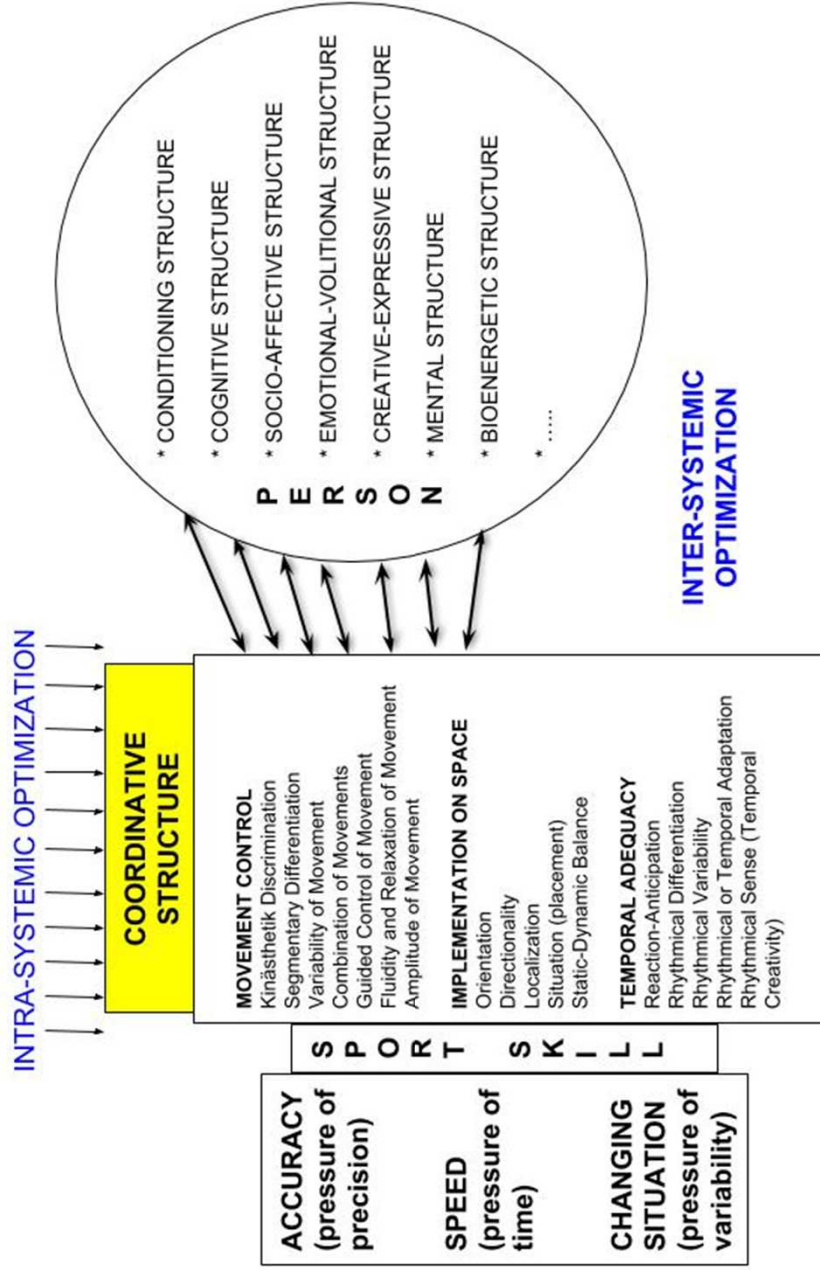 INTRA-SYSTEMIC OPTIMIZATION
COORDINATIVE
STRUCTURE
ACCURACY
(pressure of
precision)
SPEED
(pressure of
time)
CHANGING
SITUATION
(pressure of
variability)
SPORT SKILL
MOVEMENT CONTROL
Kinästhetik Discrimination
Segmentary Differentiation
Variability of Movement
Combination of Movements
Guided Control of Movement
Fluidity and Relaxation of Movement
Amplitude of Movement
IMPLEMENTATION ON SPACE
Orientation
Directionality
Localization
Situation (placement)
Static-Dynamic Balance
TEMPORAL ADEQUACY
Reaction-Anticipation
Rhythmical Differentiation
Rhythmical Variability
Rhythmical or Temporal Adaptation
Rhythmical Sense (Temporal
Creativity)
PERSON
* CONDITIONING STRUCTURE
* COGNITIVE STRUCTURE
* SOCIO-AFFECTIVE STRUCTURE
* EMOTIONAL-VOLITIONAL STRUCTURE
* CREATIVE-EXPRESSIVE STRUCTURE
* MENTAL STRUCTURE
* BIOENERGETIC STRUCTURE
* .....
INTER-SYSTEMIC
OPTIMIZATION